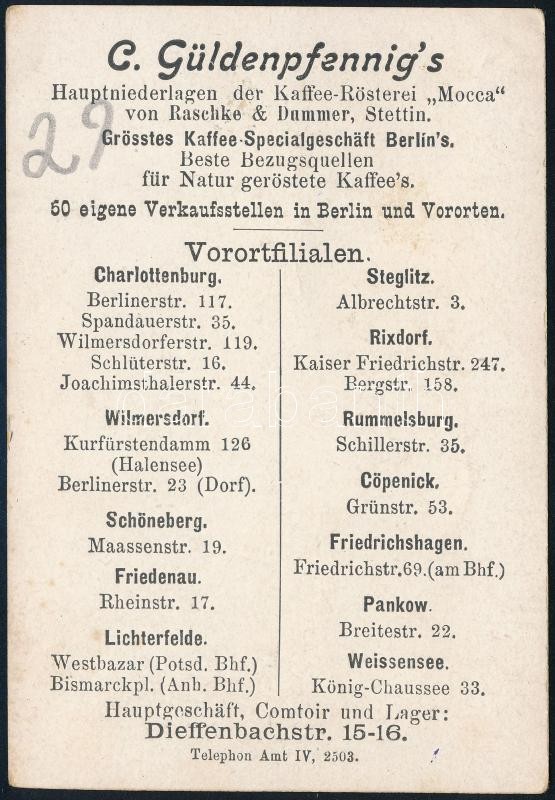 C. Güldenpfennig's
Hauptniederlagen der Kaffee-Rösterei „Mocca"
von Raschke & Dummer, Stettin.
29
Grösstes Kaffee-Specialgeschäft Berlin's.
Beste Bezugsquellen
für Natur geröstete Kaffee's.
50 eigene Verkaufsstellen in Berlin und Vororten.
Vorortfilialen.
Charlottenburg.
Berlinerstr. 117.
Spandauerstr. 35.
Wilmersdorferstr. 119.
Schlüterstr. 16.
Joachimsthalerstr. 44.
Wilmersdorf.
Kurfürstendamm 126
(Halensee)
Berlinerstr. 23 (Dorf).
Schöneberg.
Maassenstr. 19.
Friedenau.
Rheinstr. 17.
Lichterfelde.
Westbazar (Potsd. Bhf.)
Bismarckpl. (Anh. Bhf.)
Steglitz.
Albrechtstr. 3.
Rixdorf.
Kaiser Friedrichstr. 247.
Bergstr. 158.
Rummelsburg.
Schillerstr. 35.
Cöpenick.
Grünstr. 53.
Friedrichshagen.
Friedrichstr. 69. (am Bhf.)
Pankow.
Breitestr. 22.
Weissensee.
König-Chaussee 33.
Hauptgeschäft, Comtoir und Lager:
Dieffenbachstr. 15-16.
Telephon Amt IV, 2503.